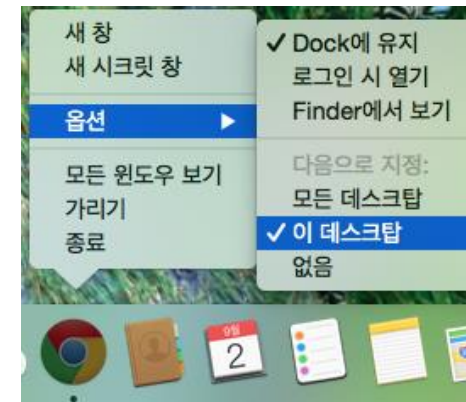 새 창
새 시크릿 창
옵션
모든 윈도우 보기
가리기
종료
✓ Dock에 유지
로그인 시 열기
Finder에서 보기
다음으로 지정:
모든 데스크탑
✓ 이 데스크탑
없음
9월
2